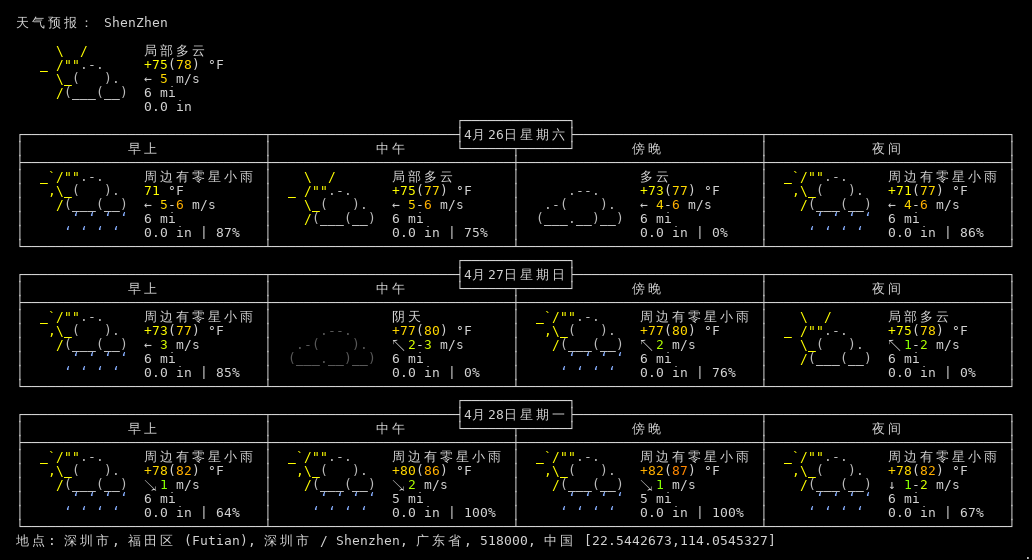 天气预报： ShenZhen
局部多云
+75(78) °F
← 5 m/s
6 mi
0.0 in
4月26日星期六
早上 中午 傍晚 夜间
周边有零星小雨 局部多云 多云 周边有零星小雨
71 °F +75(77) °F +73(77) °F +71(77) °F
← 5-6 m/s ← 5-6 m/s ← 4-6 m/s ← 4-6 m/s
6 mi 6 mi 6 mi 6 mi
0.0 in | 87% 0.0 in | 75% 0.0 in | 0% 0.0 in | 86%
4月27日星期日
早上 中午 傍晚 夜间
周边有零星小雨 阴天 周边有零星小雨 局部多云
+73(77) °F +77(80) °F +77(80) °F +75(78) °F
← 3 m/s ↖ 2-3 m/s ↖ 2 m/s ↖ 1-2 m/s
6 mi 6 mi 6 mi 6 mi
0.0 in | 85% 0.0 in | 0% 0.0 in | 76% 0.0 in | 0%
4月28日星期一
早上 中午 傍晚 夜间
周边有零星小雨 周边有零星小雨 周边有零星小雨 周边有零星小雨
+78(82) °F +80(86) °F +82(87) °F +78(82) °F
↘ 1 m/s ↘ 2 m/s ↘ 1 m/s ↓ 1-2 m/s
6 mi 5 mi 5 mi 6 mi
0.0 in | 64% 0.0 in | 100% 0.0 in | 100% 0.0 in | 67%
地点: 深圳市, 福田区 (Futian), 深圳市 / Shenzhen, 广东省, 518000, 中国 [22.5442673,114.0545327]